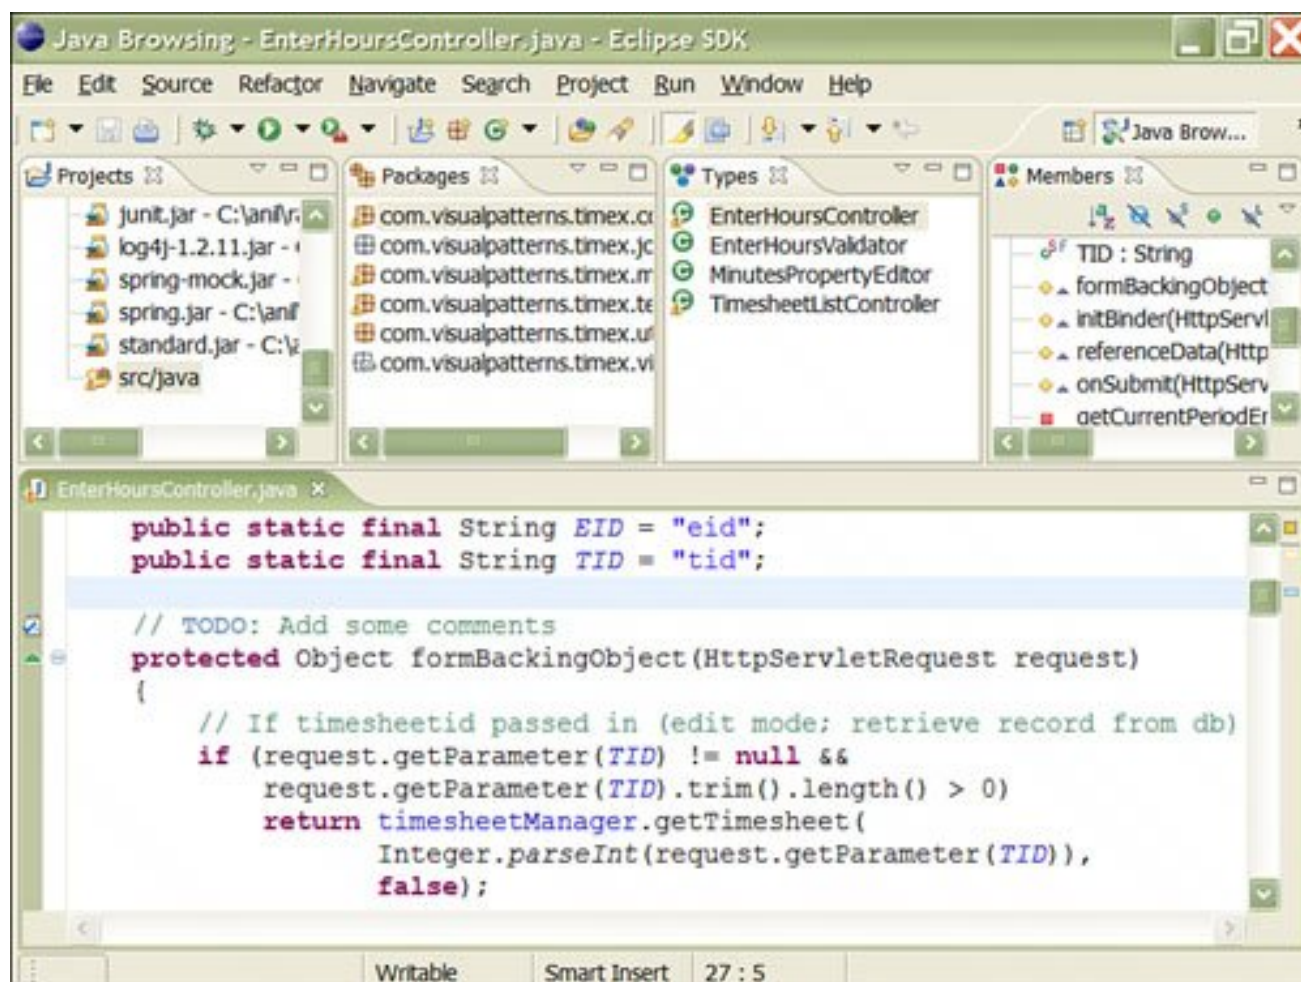 Java Browsing - EnterHoursController.java - Eclipse SDK
File Edit Source Refactor Navigate Search Project Run Window Help
Java Brow...
Projects
junit.jar - C:\anil\r
log4j-1.2.11.jar -
spring-mock.jar -
spring.jar - C:\anil
standard.jar - C:\a
src/java
Packages
com.visualpatterns.timex.co
com.visualpatterns.timex.jo
com.visualpatterns.timex.m
com.visualpatterns.timex.te
com.visualpatterns.timex.ut
com.visualpatterns.timex.vi
Types
EnterHoursController
EnterHoursValidator
MinutesPropertyEditor
TimesheetListController
Members
TID : String
formBackingObject
initBinder(HttpServl
referenceData(Http
onSubmit(HttpServ
getCurrentPeriodEn
EnterHoursController.java
public static final String EID = "eid";
public static final String TID = "tid";
// TODO: Add some comments
protected Object formBackingObject(HttpServletRequest request)
{
// If timesheetid passed in (edit mode; retrieve record from db)
if (request.getParameter(TID) != null &&
request.getParameter(TID).trim().length() > 0)
return timesheetManager.getTimesheet(
Integer.parseInt(request.getParameter(TID)),
false);
Writable Smart Insert 27 : 5